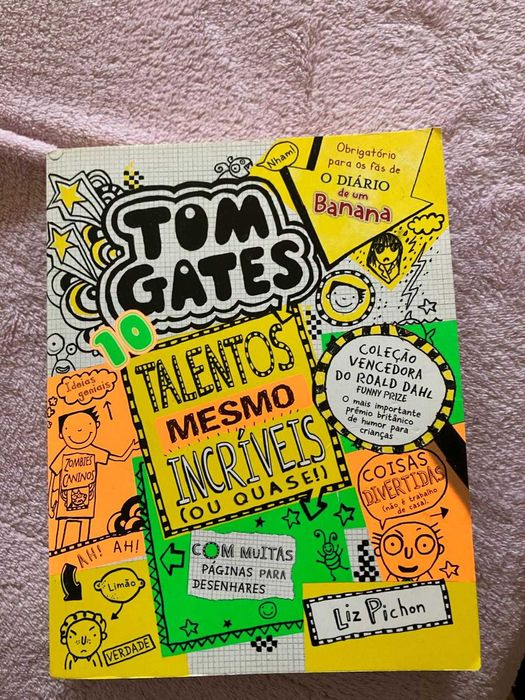 Nham!
Obrigatório
para os fãs de
O DIÁRIO
de um
Banana
TOM
GATES
10
TALENTOS
MESMO
INCRÍVEIS
(OU QUASE!)
COLEÇÃO
VENCEDORA
DO ROALD DAHL
FUNNY PRIZE
O mais importante
prémio britânico
de humor para
crianças
Ideias
geniais
ZOMBIES
CANINOS
AH! AH!
Limão
VERDADE
COM MUITAS
PÁGINAS PARA
DESENHARES
COISAS
DIVERTIDAS
(não é trabalho
de casa).
Liz Pichon